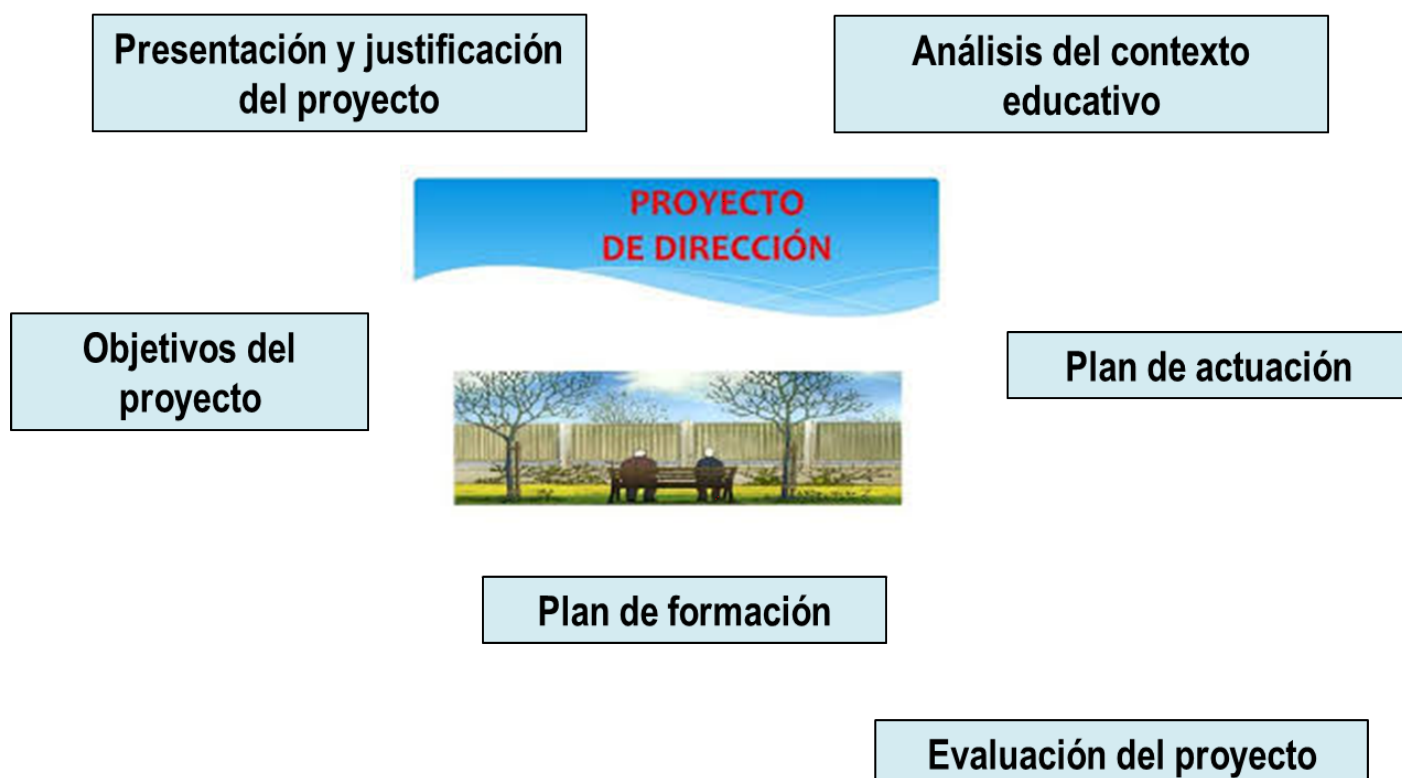 Presentación y justificación
del proyecto
Análisis del contexto
educativo
PROYECTO
DE DIRECCIÓN
Objetivos del
proyecto
Plan de actuación
Plan de formación
Evaluación del proyecto